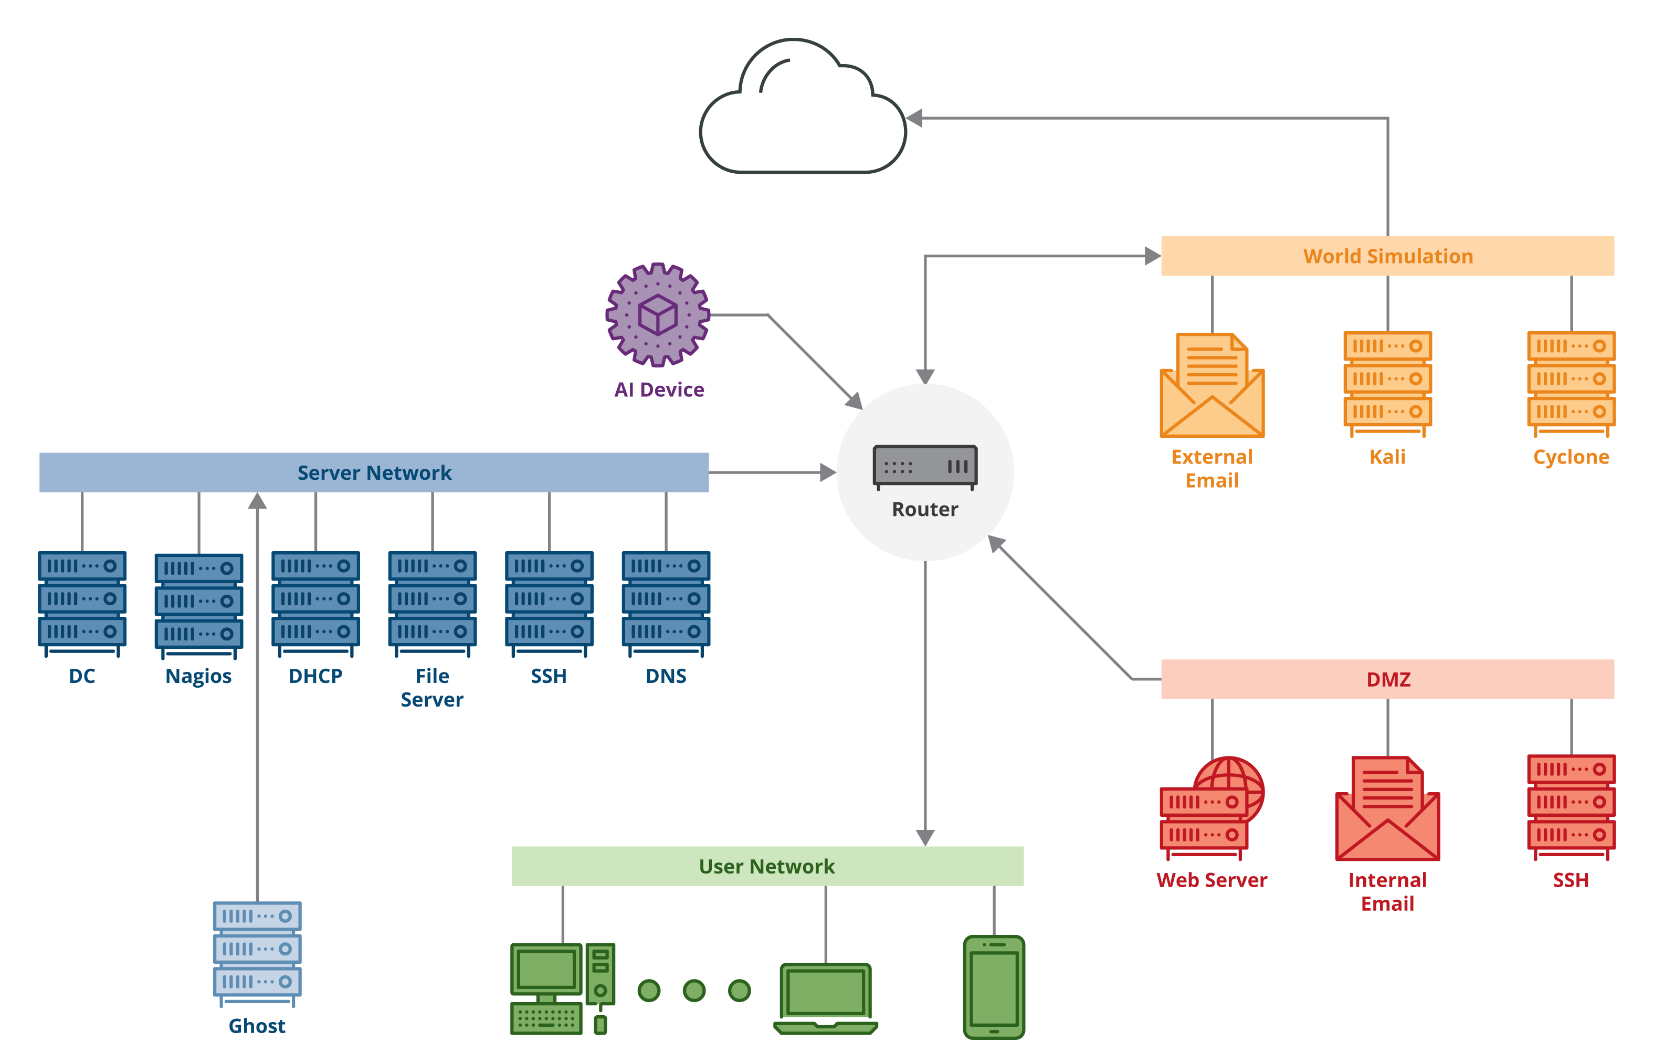 World Simulation
AI Device
External
Email
Kali
Cyclone
Server Network
Router
DC
Nagios
DHCP
File
Server
SSH
DNS
DMZ
Web Server
Internal
Email
SSH
User Network
Ghost